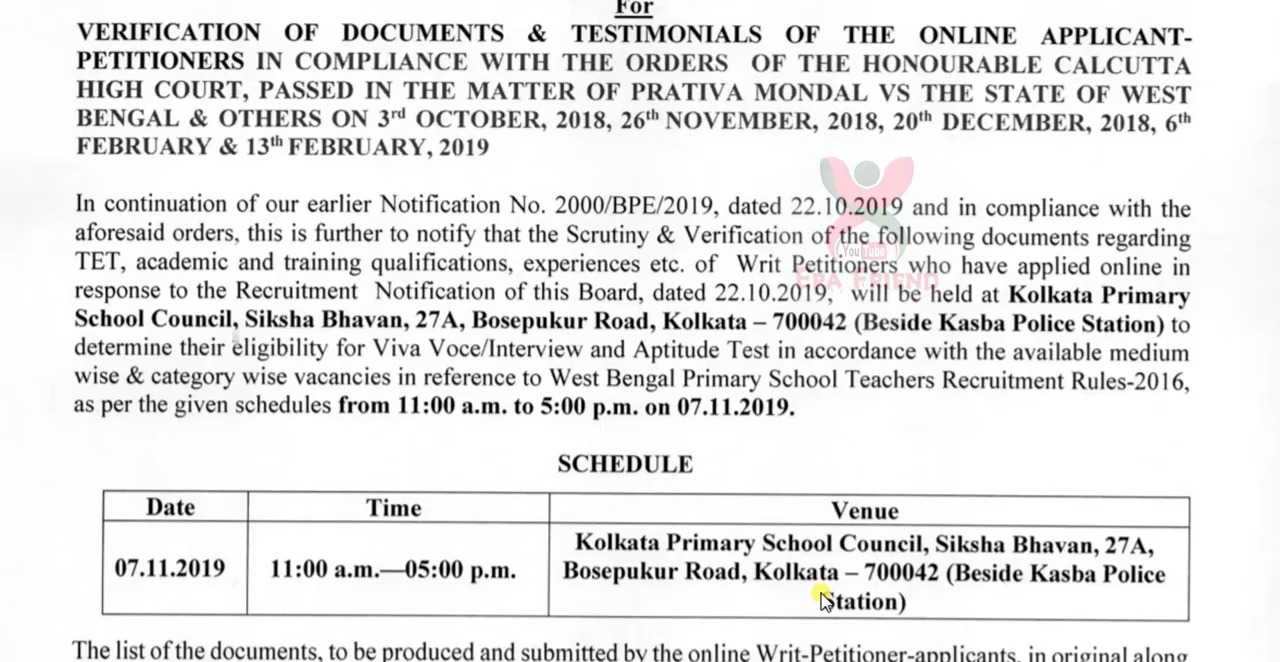 For
VERIFICATION OF DOCUMENTS & TESTIMONIALS OF THE ONLINE APPLICANT-
PETITIONERS IN COMPLIANCE WITH THE ORDERS OF THE HONOURABLE CALCUTTA
HIGH COURT, PASSED IN THE MATTER OF PRATIVA MONDAL VS THE STATE OF WEST
BENGAL & OTHERS ON 3rd OCTOBER, 2018, 26th NOVEMBER, 2018, 20th DECEMBER, 2018, 6th
FEBRUARY & 13th FEBRUARY, 2019
In continuation of our earlier Notification No. 2000/BPE/2019, dated 22.10.2019 and in compliance with the
aforesaid orders, this is further to notify that the Scrutiny & Verification of the following documents regarding
TET, academic and training qualifications, experiences etc. of Writ Petitioners who have applied online in
response to the Recruitment Notification of this Board, dated 22.10.2019, will be held at Kolkata Primary
School Council, Siksha Bhavan, 27A, Bosepukur Road, Kolkata – 700042 (Beside Kasba Police Station) to
determine their eligibility for Viva Voce/Interview and Aptitude Test in accordance with the available medium
wise & category wise vacancies in reference to West Bengal Primary School Teachers Recruitment Rules-2016,
as per the given schedules from 11:00 a.m. to 5:00 p.m. on 07.11.2019.
You Tube
ERA FRIEND
SCHEDULE
Date Time Venue
Kolkata Primary School Council, Siksha Bhavan, 27A,
07.11.2019 11:00 a.m.—05:00 p.m. Bosepukur Road, Kolkata – 700042 (Beside Kasba Police
Station)
The list of the documents, to be produced and submitted by the online Writ-Petitioner-applicants, in original along